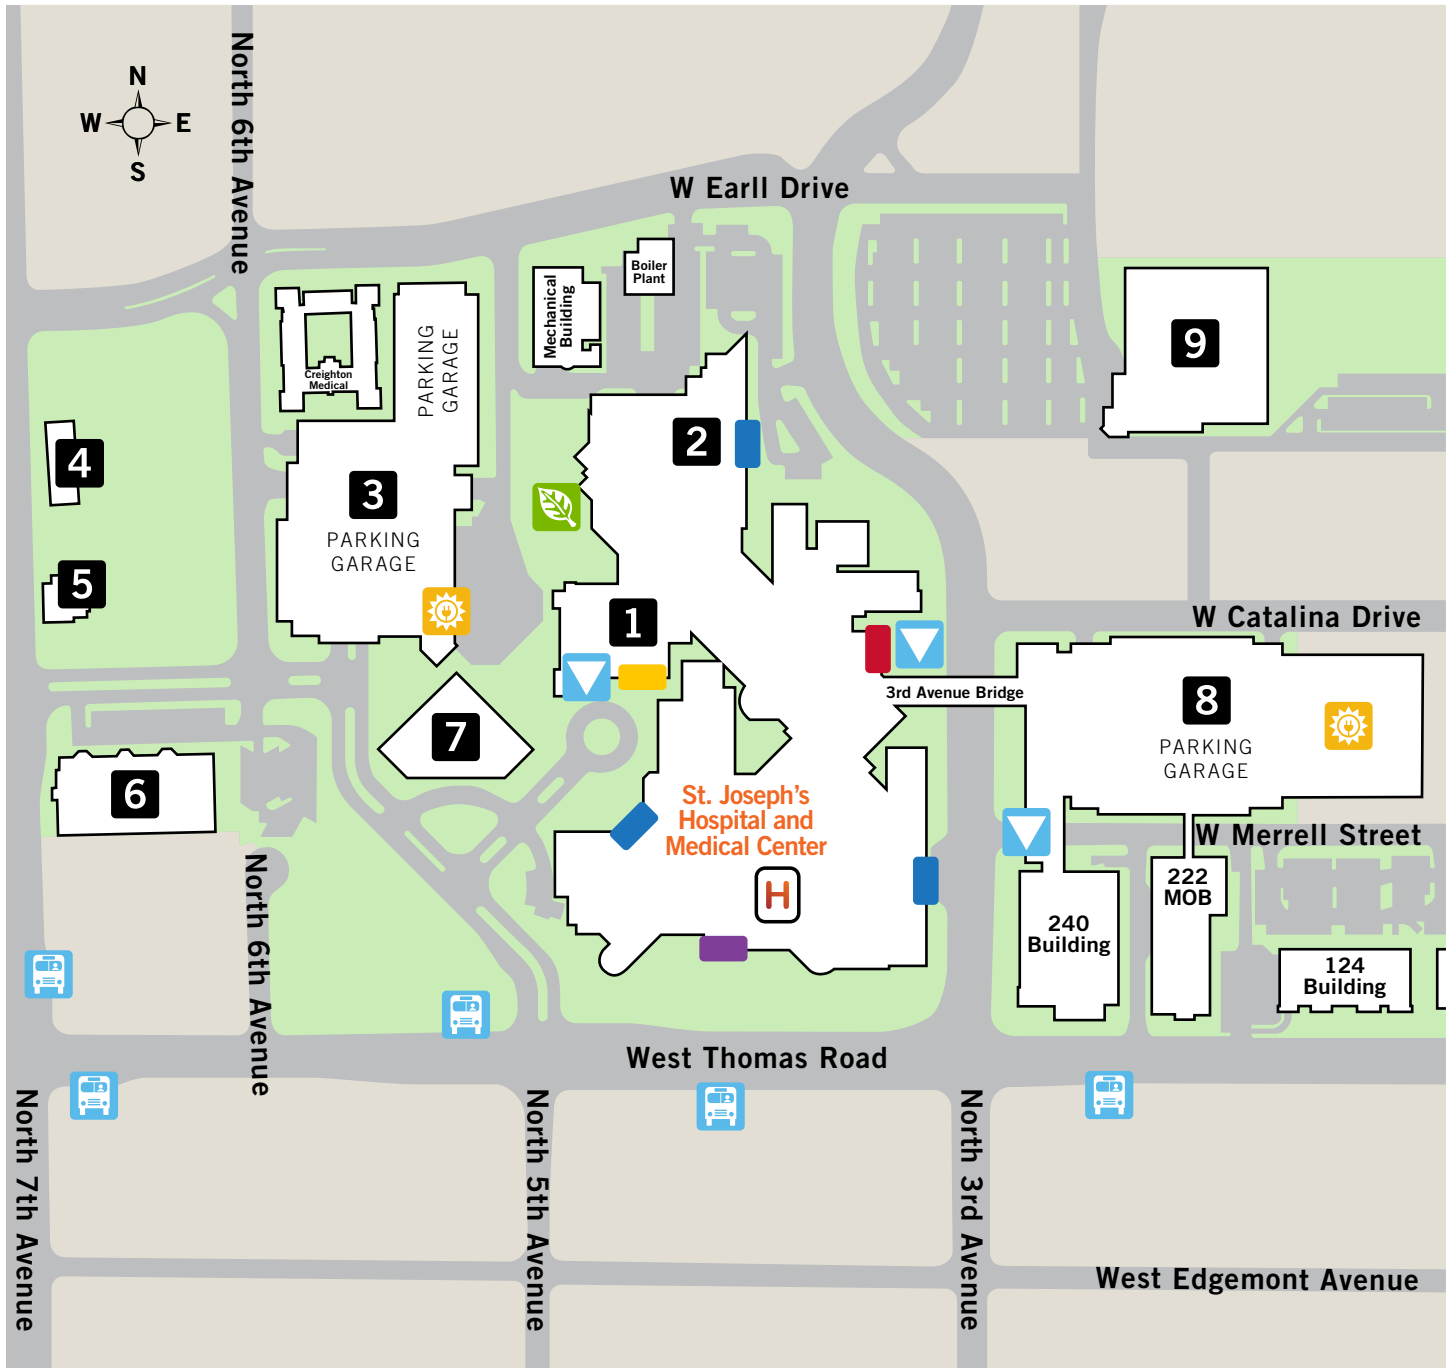 N
W E
S
North 6th Avenue
W Earll Drive
Boiler
Plant
Mechanical
Building
PARKING
GARAGE
Creighton
Medical
9
2
4
3
PARKING
GARAGE
5
1
W Catalina Drive
3rd Avenue Bridge
8
PARKING
GARAGE
7
6
St. Joseph's
Hospital and
Medical Center
H
W Merrell Street
222
MOB
240
Building
124
Building
North 6th Avenue
West Thomas Road
North 7th Avenue
North 5th Avenue
North 3rd Avenue
West Edgemont Avenue